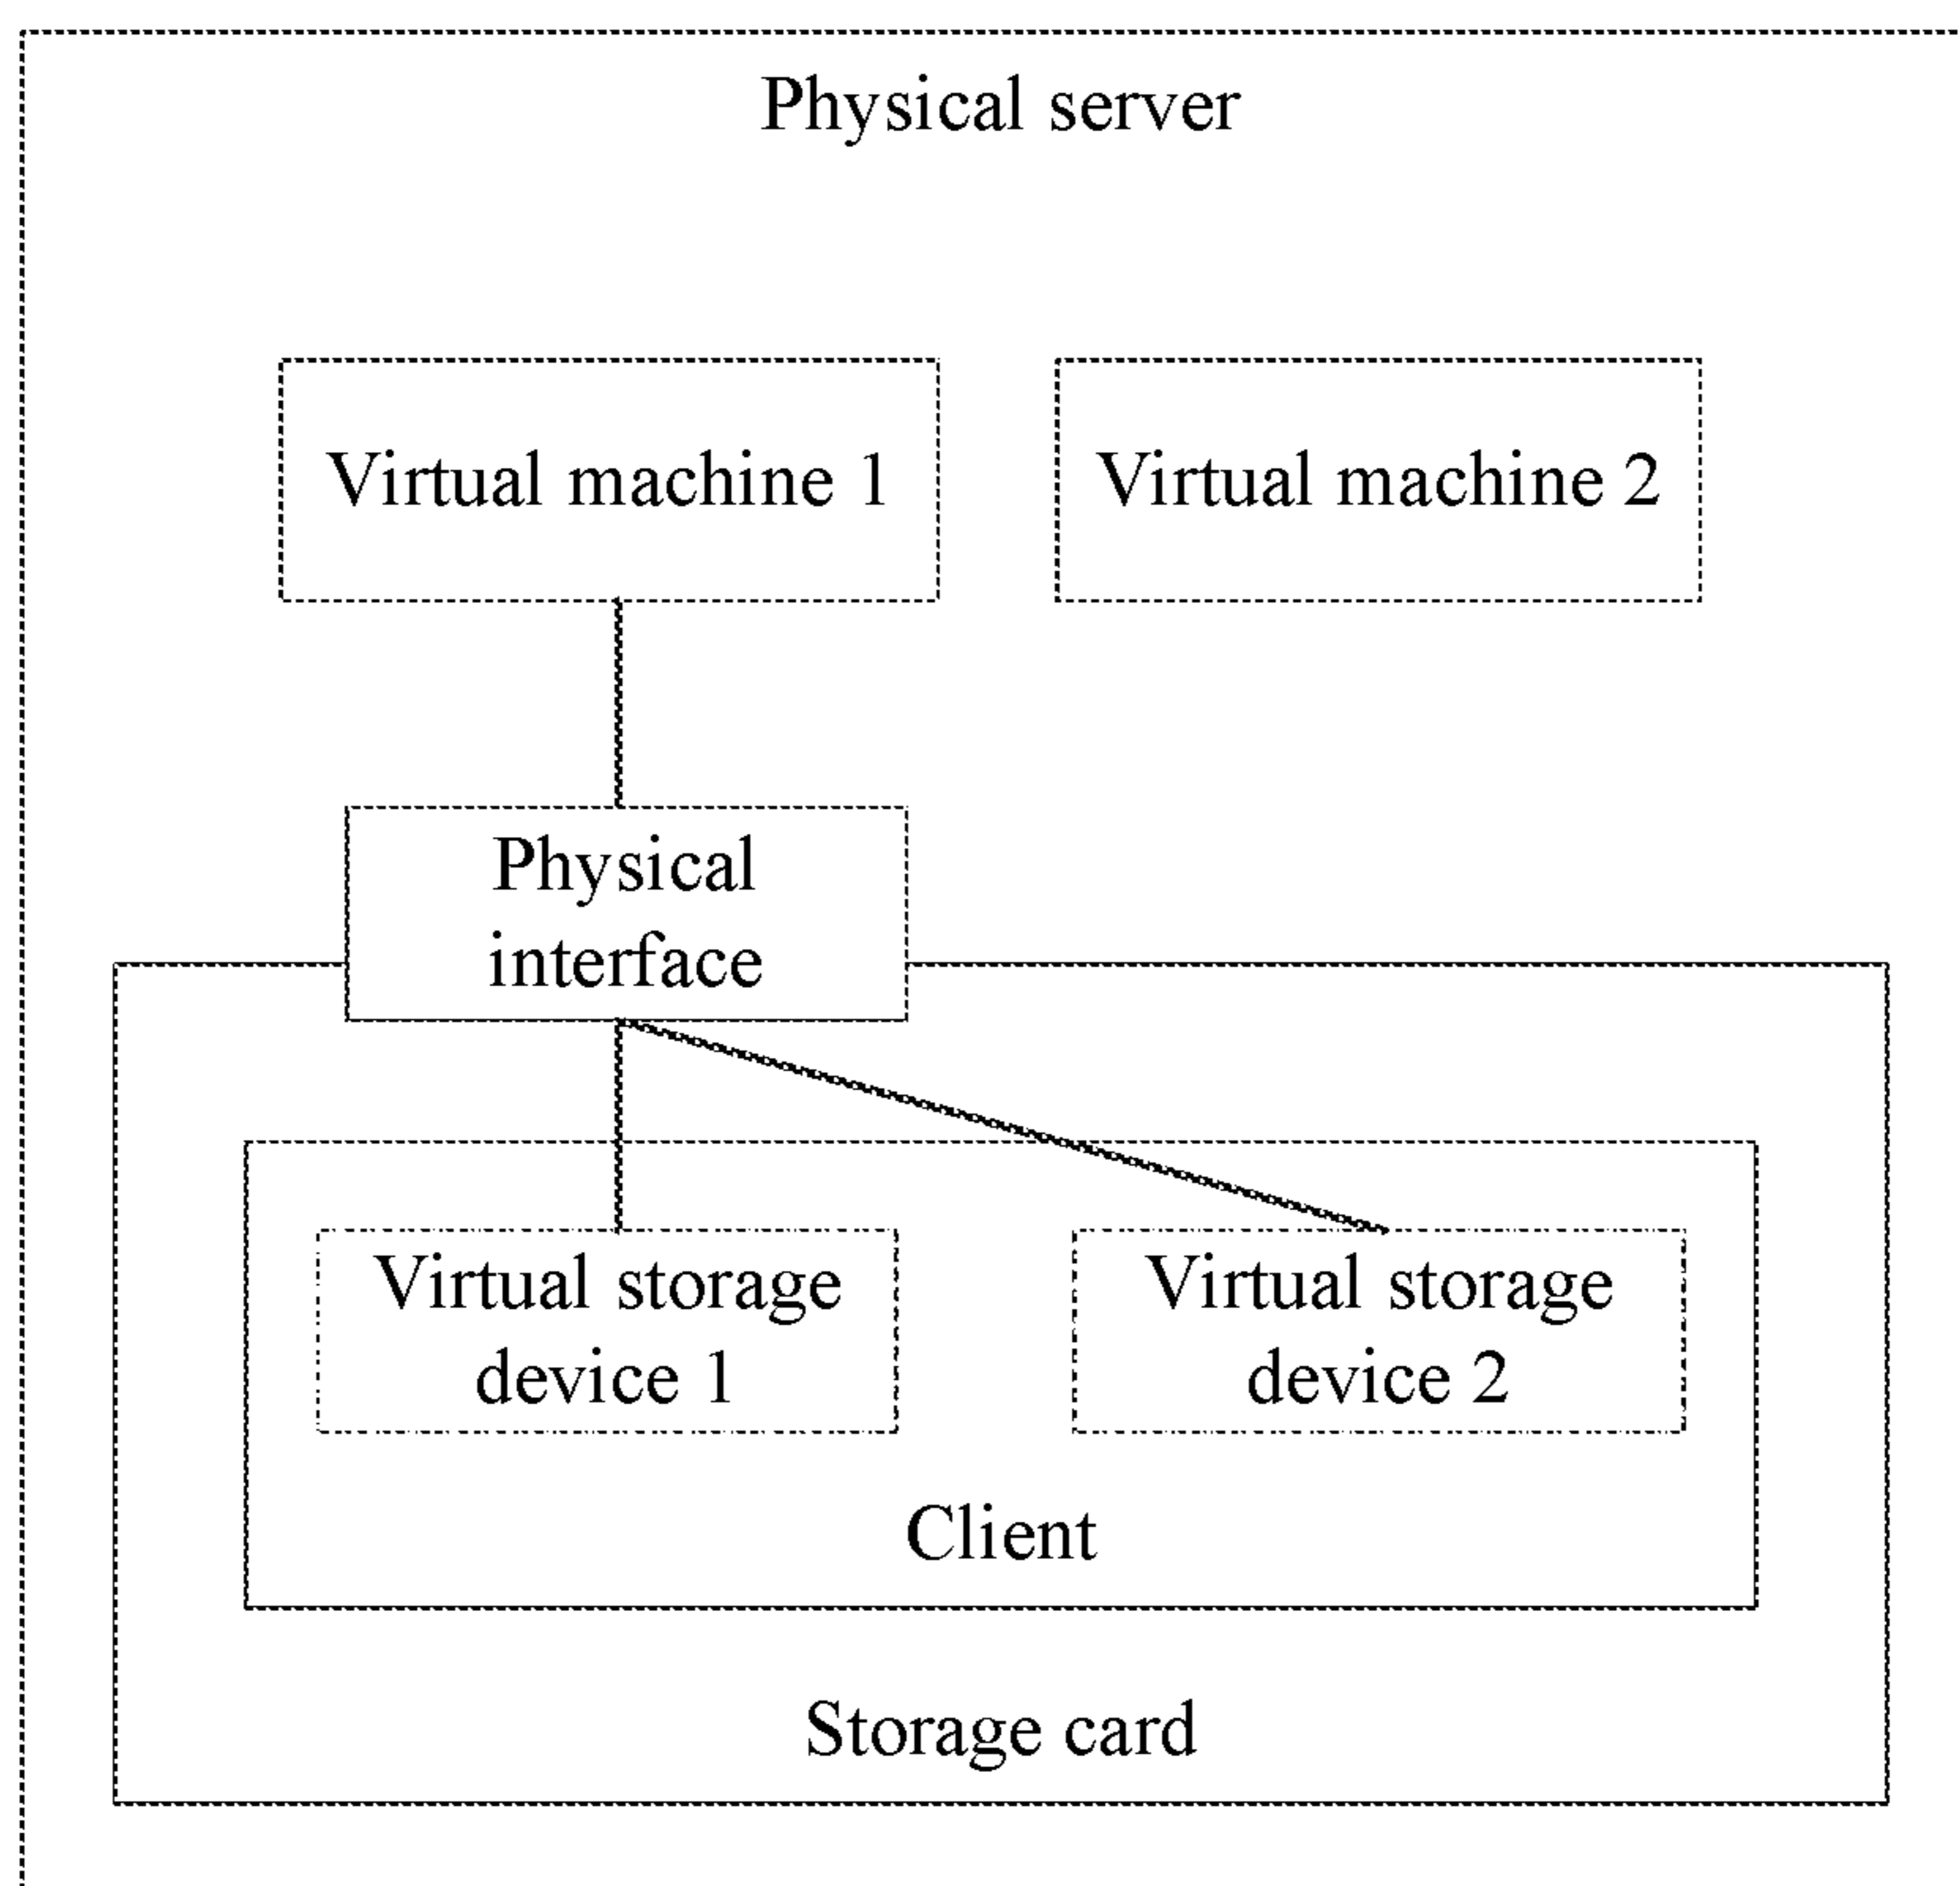 Physical server
Virtual machine 1
Virtual machine 2
Physical
interface
Virtual storage
device 1
Virtual storage
device 2
Client
Storage card